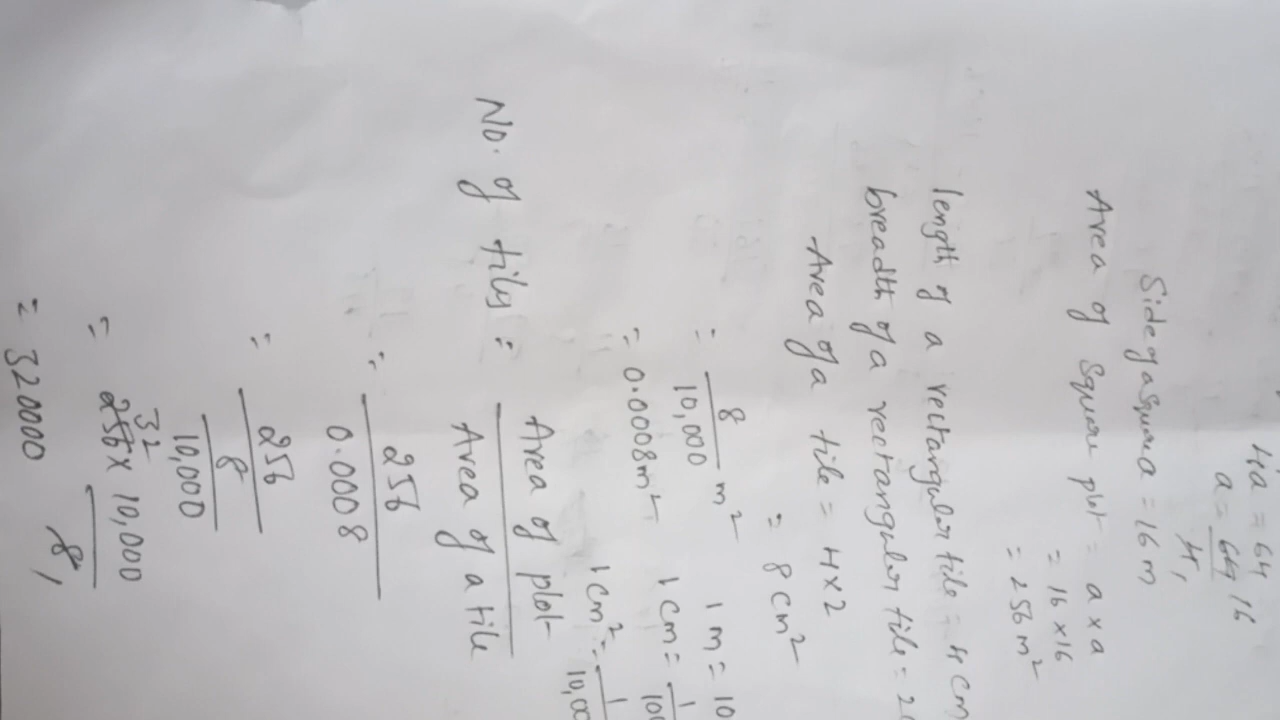 4a = 64
a = 64 16
4,
Side of a square = 16 m
Area of square plot = a x a
= 16 x 16
= 256 m²
length of a rectangular tile = 4 cm
breadth of a rectangular tile = 2
Area of a tile = 4 x 2
= 8 cm²
= 8/10,000 m² 1 m = 10
= 0.0008 m² 1 cm = 1/100
1 cm² = 1/10,00
No. of tiles = Area of plot
Area of a tile
= 256
0.0008
= 256
8
10,000
= 256 32 x 10,000
8,
= 320000